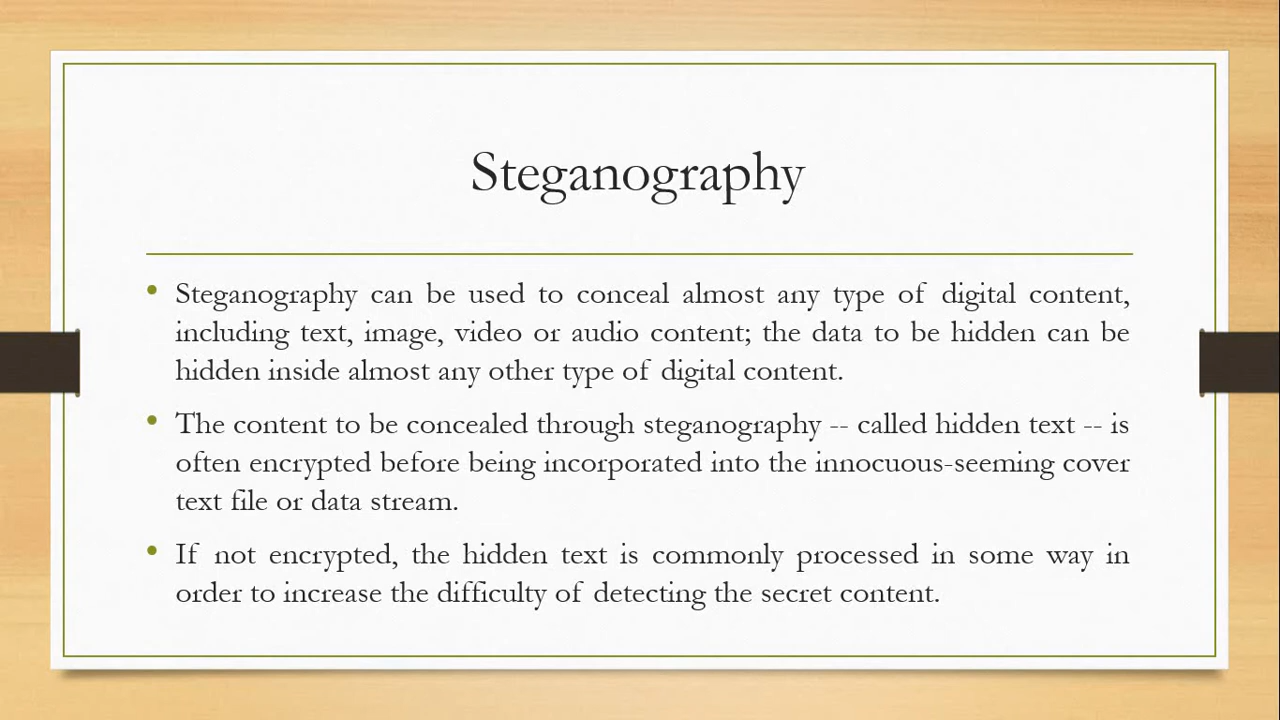 Steganography
• Steganography can be used to conceal almost any type of digital content,
including text, image, video or audio content; the data to be hidden can be
hidden inside almost any other type of digital content.
• The content to be concealed through steganography -- called hidden text -- is
often encrypted before being incorporated into the innocuous-seeming cover
text file or data stream.
• If not encrypted, the hidden text is commonly processed in some way in
order to increase the difficulty of detecting the secret content.